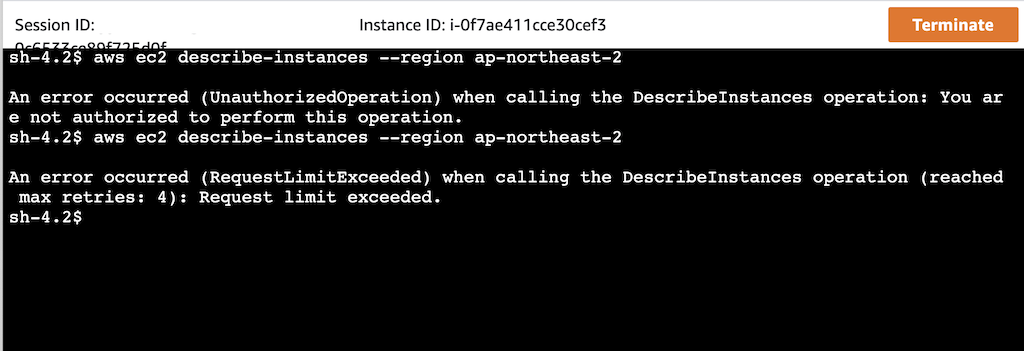 Session ID:
Instance ID: i-0f7ae411cce30cef3
Terminate
sh-4.2$ aws ec2 describe-instances --region ap-northeast-2
An error occurred (UnauthorizedOperation) when calling the DescribeInstances operation: You ar
e not authorized to perform this operation.
sh-4.2$ aws ec2 describe-instances --region ap-northeast-2
An error occurred (RequestLimitExceeded) when calling the DescribeInstances operation (reached
max retries: 4): Request limit exceeded.
sh-4.2$